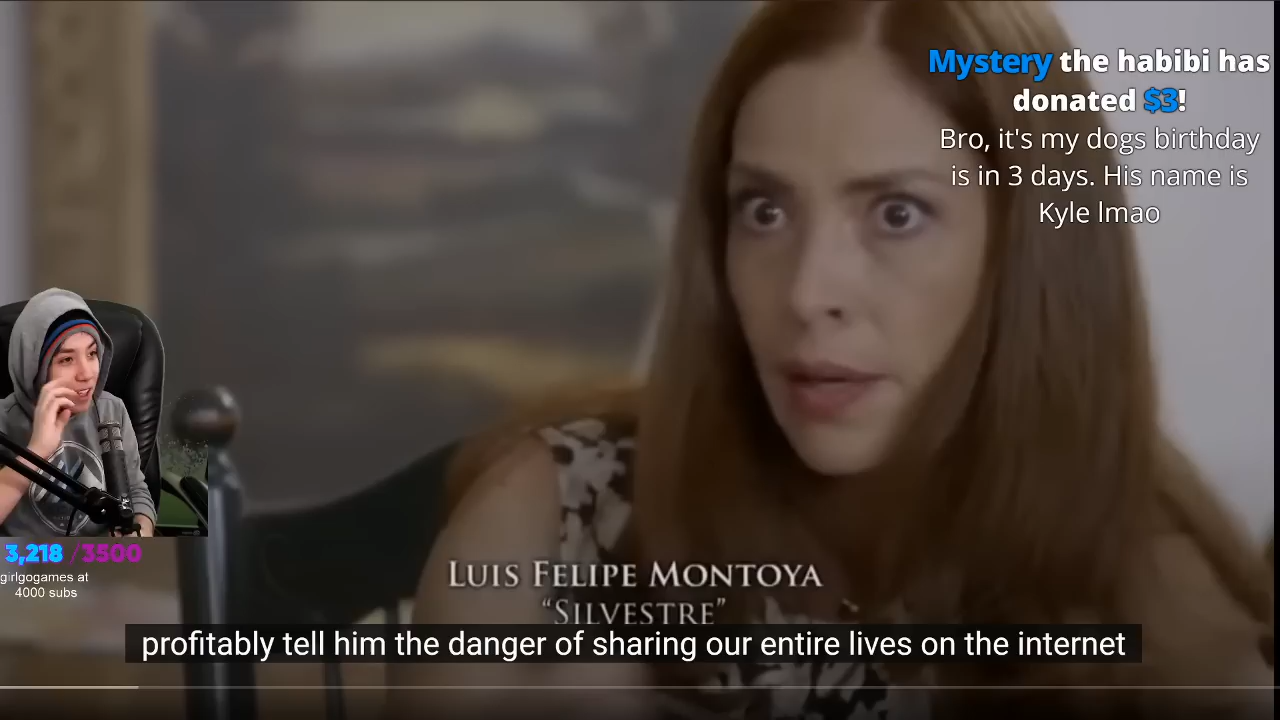 Mystery the habibi has
donated $3!
Bro, it's my dogs birthday
is in 3 days. His name is
Kyle lmao
3,218 /3500
girlgogames at
4000 subs
LUIS FELIPE MONTOYA
“SILVESTRE”
profitably tell him the danger of sharing our entire lives on the internet